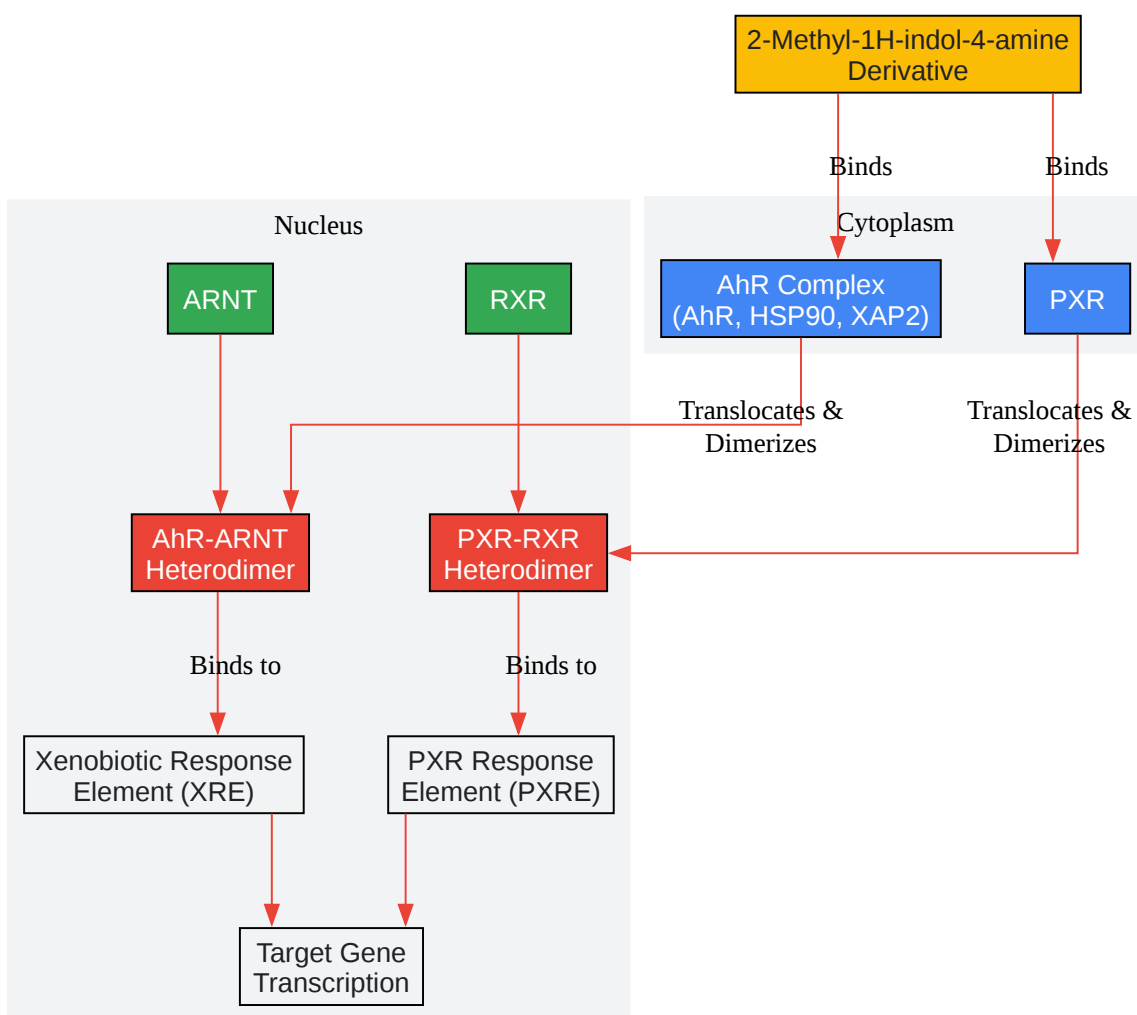 2-Methyl-1H-indol-4-amine
Derivative
Binds
Binds
Nucleus
Cytoplasm
ARNT
RXR
AhR Complex
(AhR, HSP90, XAP2)
PXR
Translocates &
Dimerizes
Translocates &
Dimerizes
AhR-ARNT
Heterodimer
PXR-RXR
Heterodimer
Binds to
Binds to
Xenobiotic Response
Element (XRE)
PXR Response
Element (PXRE)
Target Gene
Transcription